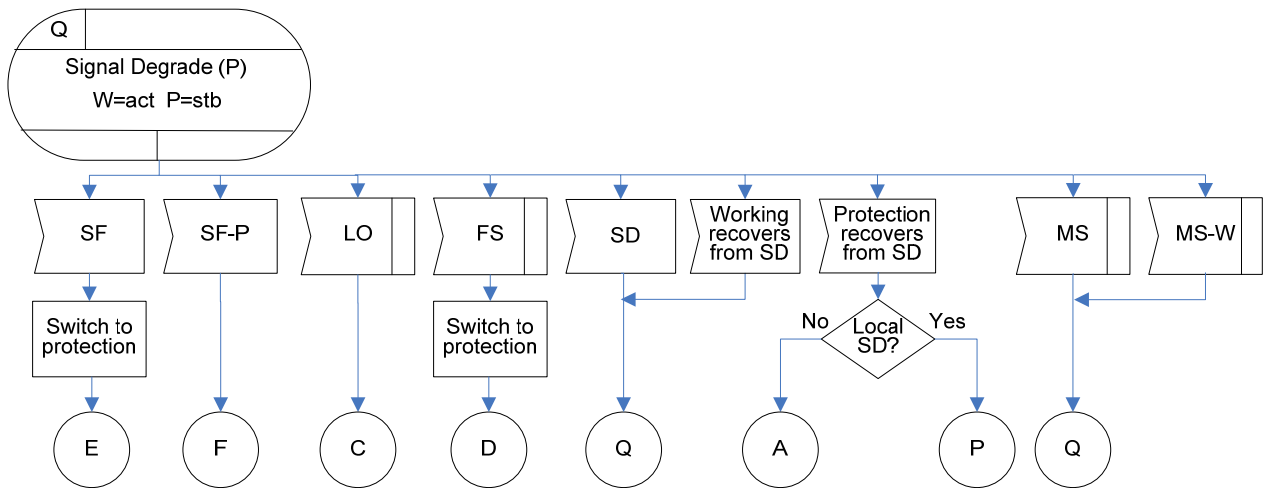 Q
Signal Degrade (P)
W=act P=stb
SF
SF-P
LO
FS
SD
Working
recovers
from SD
Protection
recovers
from SD
MS
MS-W
Switch to
protection
Switch to
protection
No
Local
SD?
Yes
E
F
C
D
Q
A
P
Q